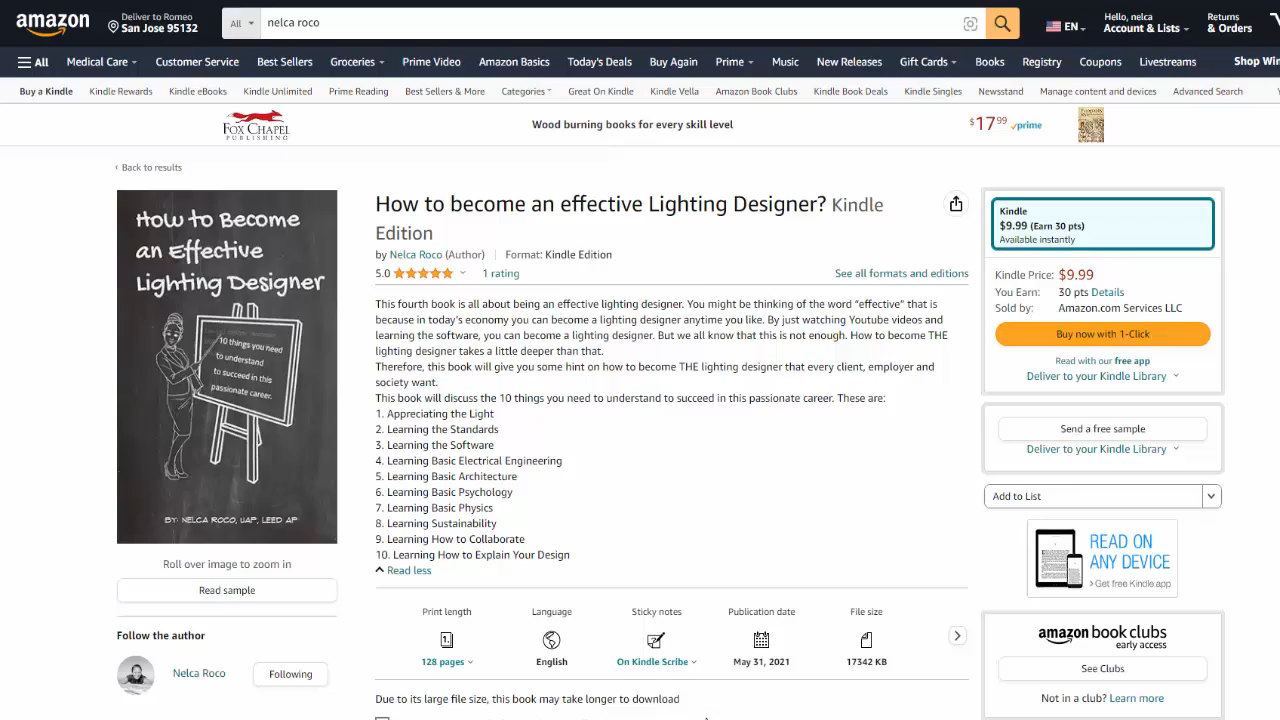 amazon
Deliver to Romeo
San Jose 95132
All
nelca roco
EN
Hello, nelca
Account & Lists
Returns
& Orders
All
Medical Care
Customer Service
Best Sellers
Groceries
Prime Video
Amazon Basics
Today's Deals
Buy Again
Prime
Music
New Releases
Gift Cards
Books
Registry
Coupons
Livestreams
Shop Win
Buy a Kindle
Kindle Rewards
Kindle eBooks
Kindle Unlimited
Prime Reading
Best Sellers & More
Categories
Great On Kindle
Kindle Vella
Amazon Book Clubs
Kindle Book Deals
Kindle Singles
Newsstand
Manage content and devices
Advanced Search
FOX CHAPEL
PUBLISHING
Wood burning books for every skill level
$17 99 prime
‹ Back to results
How to Become
an Effective
Lighting Designer
10 things you need
to understand
to succeed in this
passionate career.
BY: NELCA ROCO, UAP, LEED AP
Roll over image to zoom in
Read sample
Follow the author
Nelca Roco
Following
How to become an effective Lighting Designer? Kindle
Edition
by Nelca Roco (Author) | Format: Kindle Edition
5.0 1 rating
See all formats and editions
This fourth book is all about being an effective lighting designer. You might be thinking of the word “effective” that is
because in today's economy you can become a lighting designer anytime you like. By just watching Youtube videos and
learning the software, you can become a lighting designer. But we all know that this is not enough. How to become THE
lighting designer takes a little deeper than that.
Therefore, this book will give you some hint on how to become THE lighting designer that every client, employer and
society want.
This book will discuss the 10 things you need to understand to succeed in this passionate career. These are:
1. Appreciating the Light
2. Learning the Standards
3. Learning the Software
4. Learning Basic Electrical Engineering
5. Learning Basic Architecture
6. Learning Basic Psychology
7. Learning Basic Physics
8. Learning Sustainability
9. Learning How to Collaborate
10. Learning How to Explain Your Design
Read less
Print length
128 pages
Language
English
Sticky notes
On Kindle Scribe
Publication date
May 31, 2021
File size
17342 KB
Due to its large file size, this book may take longer to download
Kindle
$9.99 (Earn 30 pts)
Available instantly
Kindle Price: $9.99
You Earn: 30 pts Details
Sold by: Amazon.com Services LLC
Buy now with 1-Click
Read with our free app
Deliver to your Kindle Library
Send a free sample
Deliver to your Kindle Library
Add to List
READ ON
ANY DEVICE
› Get free Kindle app
amazon book clubs
early access
See Clubs
Not in a club? Learn more